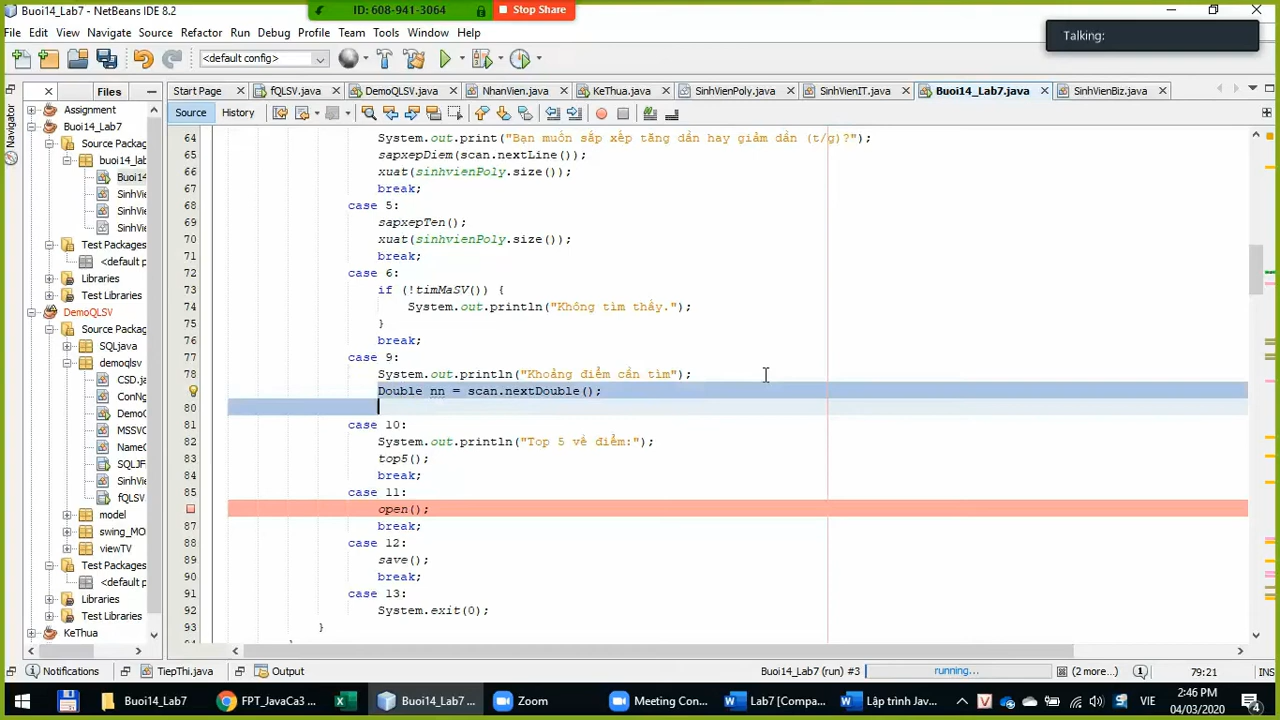 Buoi14_Lab7 - NetBeans IDE 8.2
ID: 608-941-3064
Stop Share
File Edit View Navigate Source Refactor Run Debug Profile Team Tools Window Help
Talking:
<default config>
Files
Start Page
fQLSV.java
DemoQLSV.java
NhanVien.java
KeThua.java
SinhVienPoly.java
SinhVienIT.java
Buoi14_Lab7.java
SinhVienBiz.java
Navigator
Source History
Assignment
Buoi14_Lab7
Source Packag
buoi14_lab
Buoi14
SinhVie
SinhVie
SinhVie
Test Packages
<default p
Libraries
Test Libraries
DemoQLSV
Source Packag
SQLjava
demoqlsv
CSD.ja
ConNg
DemoQ
MSSVC
NameO
SQLJF
SinhVi
fQLSV
model
swing_MO
viewTV
Test Packages
<default p
Libraries
Test Libraries
KeThua
64 System.out.print("Bạn muốn sắp xếp tăng dần hay giảm dần (t/g)?");
65 sapxepDiem(scan.nextLine());
66 xuat(sinhvienPoly.size());
67 break;
68 case 5:
69 sapxepTen();
70 xuat(sinhvienPoly.size());
71 break;
72 case 6:
73 if (!timMaSV()) {
74 System.out.println("Không tìm thấy.");
75 }
76 break;
77 case 9:
78 System.out.println("Khoảng điểm cần tìm");
Double nn = scan.nextDouble();
80
81 case 10:
82 System.out.println("Top 5 về điểm:");
83 top5();
84 break;
85 case 11:
open();
87 break;
88 case 12:
89 save();
90 break;
91 case 13:
92 System.exit(0);
93 }
Notifications
TiepThi.java
Output
Buoi14_Lab7 (run) #3
running...
(2 more...)
79:21
Buoi14_Lab7
FPT_JavaCa3 ...
Buoi14_Lab7 ...
Zoom
Meeting Con...
Lab7 [Compa...
Lập trình Jav...
VIE
2:46 PM
04/03/2020
4